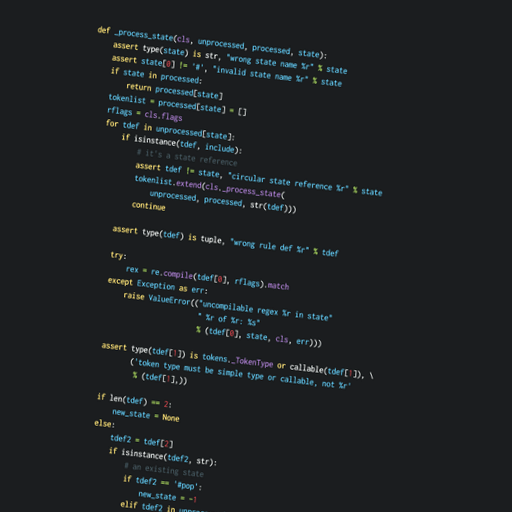 def _process_state(cls, unprocessed, processed, state):
    assert type(state) is str, "wrong state name %r" % state
    assert state[0] != '#', "invalid state name %r" % state
    if state in processed:
        return processed[state]
    tokenlist = processed[state] = []
    rflags = cls.flags
    for tdef in unprocessed[state]:
        if isinstance(tdef, include):
            # it's a state reference
            assert tdef != state, "circular state reference %r" % state
            tokenlist.extend(cls._process_state(
                unprocessed, processed, str(tdef)))
            continue
        assert type(tdef) is tuple, "wrong rule def %r" % tdef
        try:
            rex = re.compile(tdef[0], rflags).match
        except Exception as err:
            raise ValueError(("uncompilable regex %r in state"
                              " %r of %r: %s"
                              % (tdef[0], state, cls, err)))
        assert type(tdef[1]) is tokens._TokenType or callable(tdef[1]), \
            ('token type must be simple type or callable, not %r'
             % (tdef[1],))
        if len(tdef) == 2:
            new_state = None
        else:
            tdef2 = tdef[2]
            if isinstance(tdef2, str):
                # an existing state
                if tdef2 == '#pop':
                    new_state = -1
                elif tdef2 in